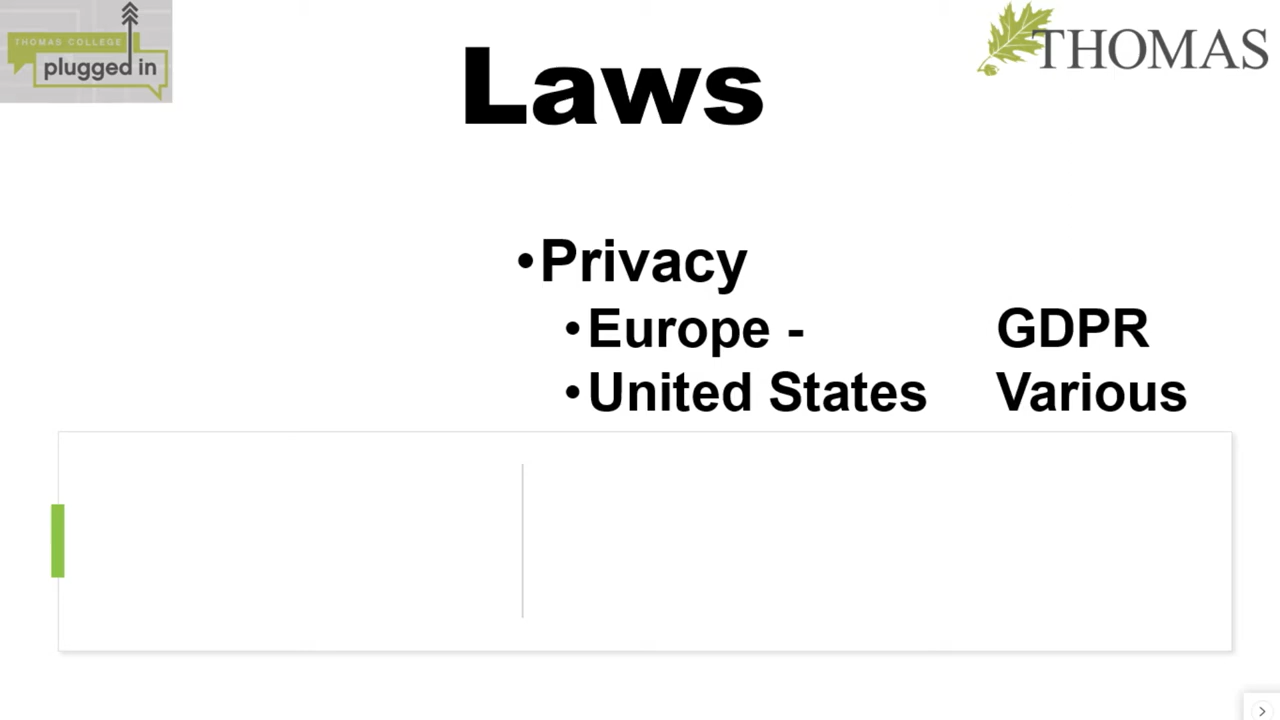 THOMAS COLLEGE
plugged in
THOMAS
Laws
•Privacy
•Europe - GDPR
•United States Various